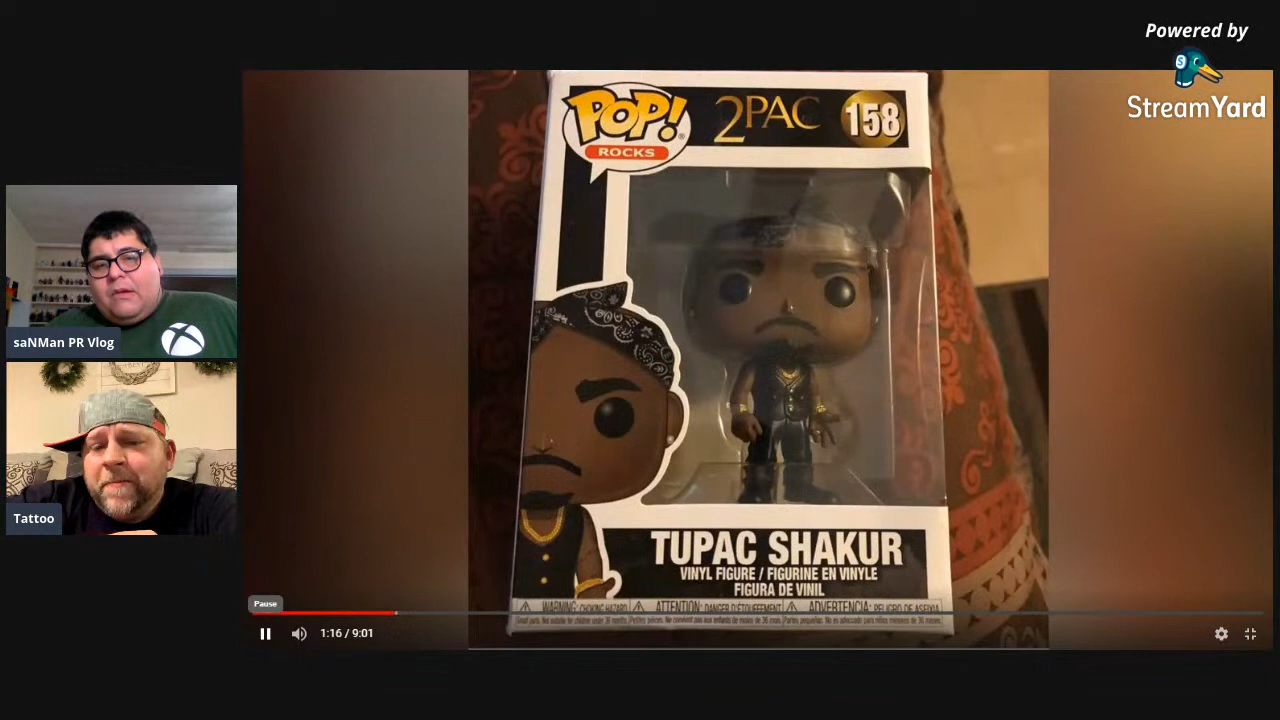 Powered by
StreamYard
POP!
ROCKS
2PAC
158
saNMan PR Vlog
Tattoo
TUPAC SHAKUR
VINYL FIGURE / FIGURINE EN VINYLE
FIGURA DE VINIL
WARNING: CHOKING HAZARD
ATTENTION: DANGER D'ÉTOUFFEMENT
ADVERTENCIA: PELIGRO DE ASFIXIA
Pause
1:16 / 9:01